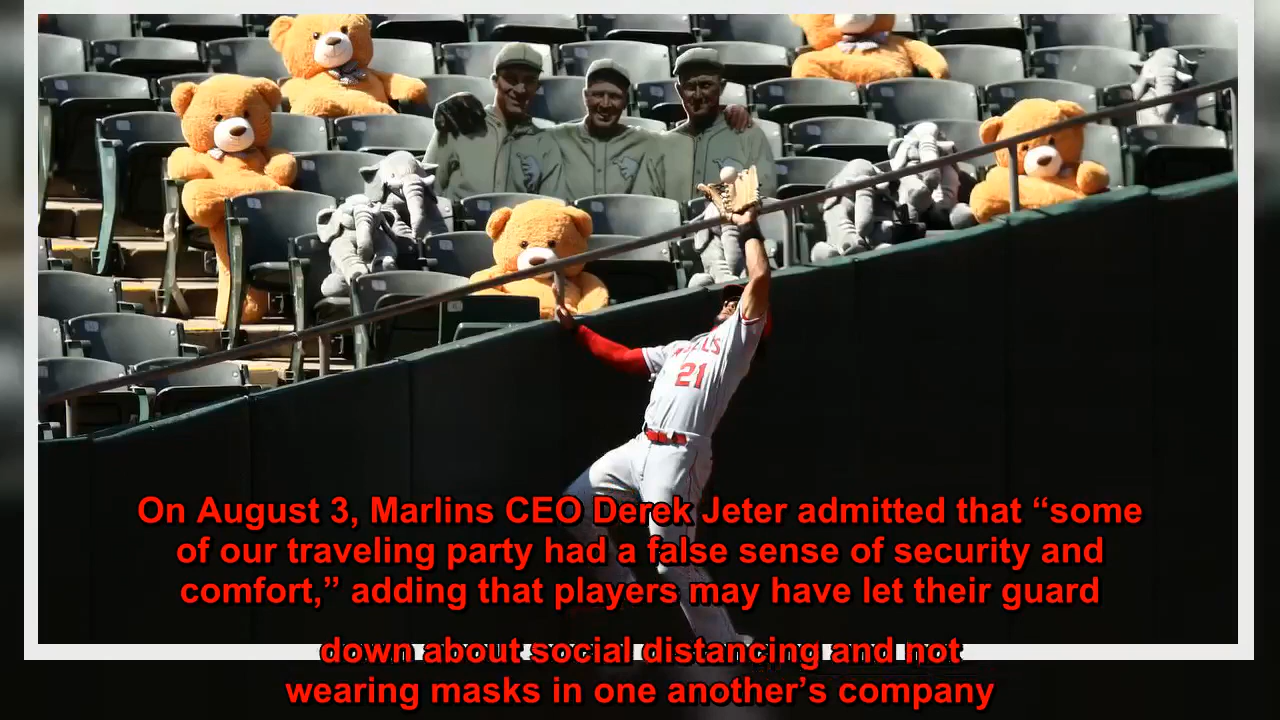 ANGELS
21
On August 3, Marlins CEO Derek Jeter admitted that “some
of our traveling party had a false sense of security and
comfort,” adding that players may have let their guard
down about social distancing and not
wearing masks in one another’s company